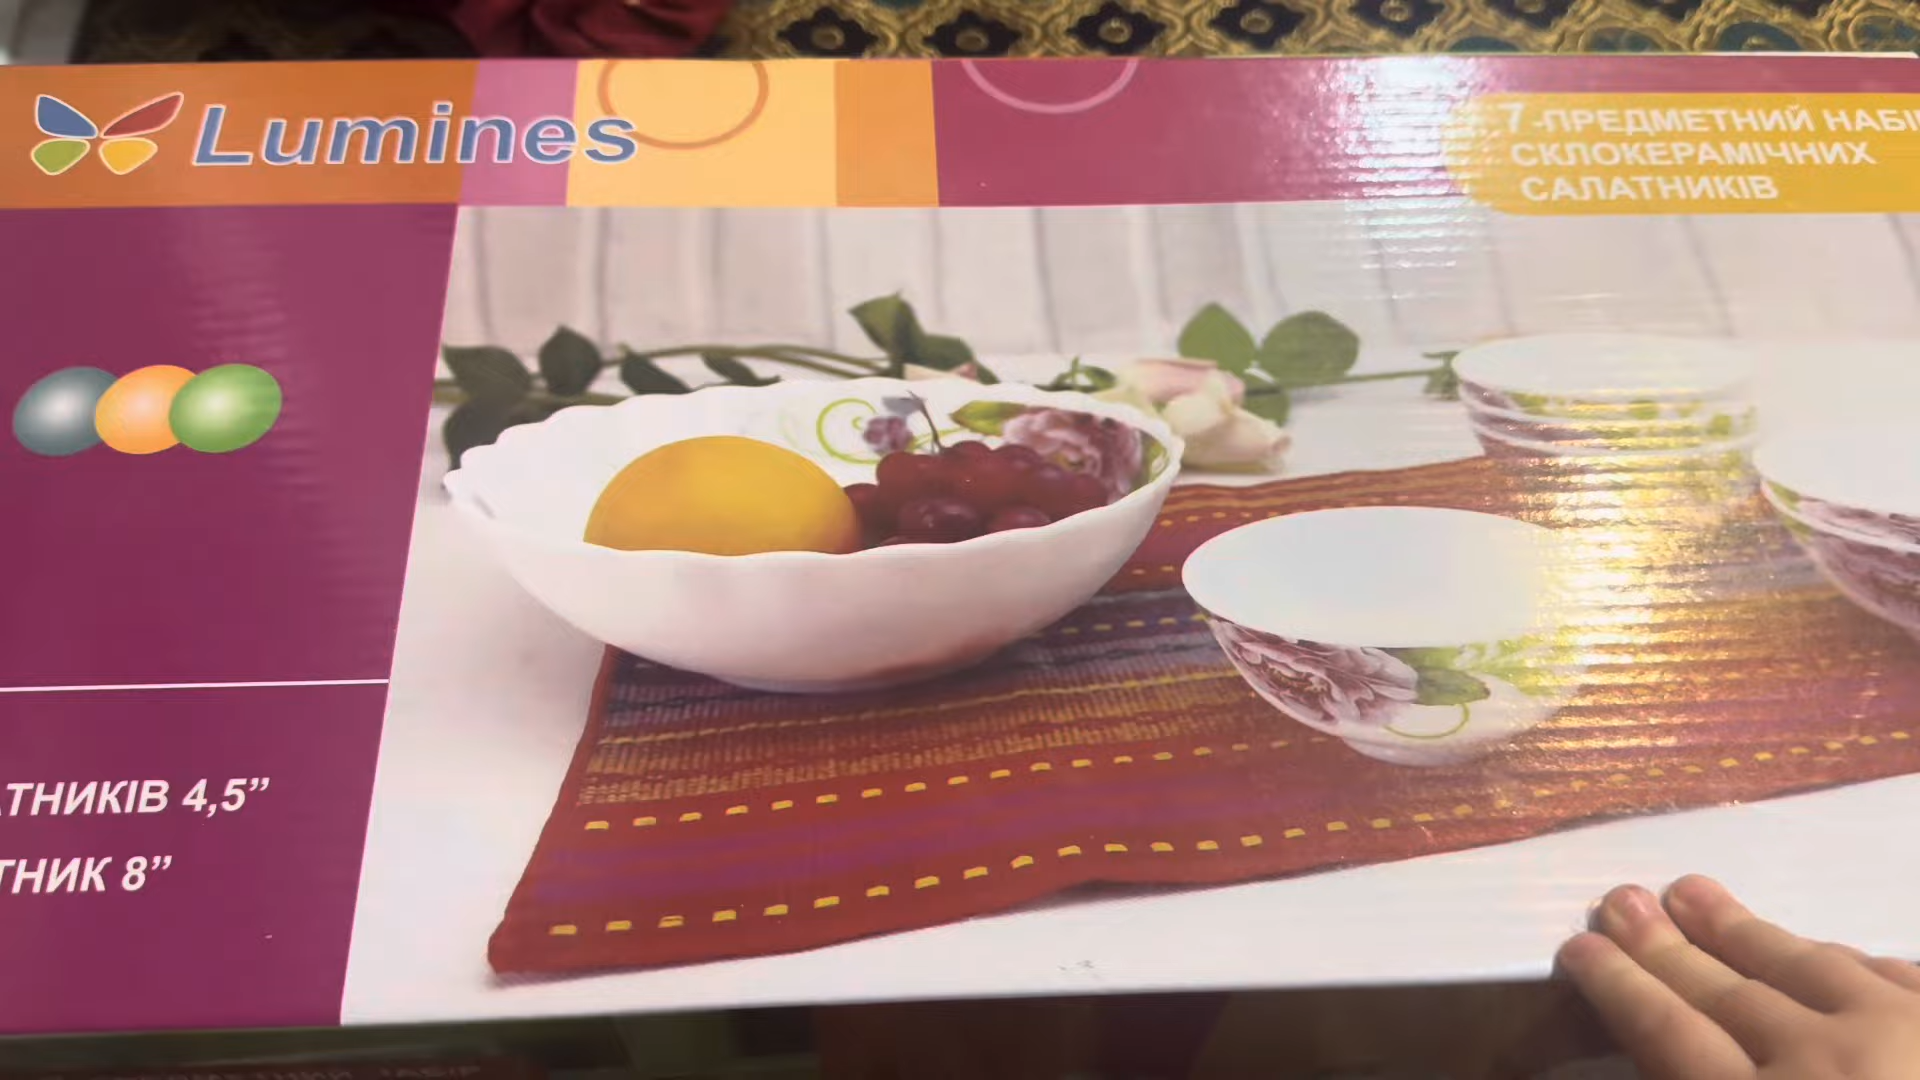 Lumines
7-ПРЕДМЕТНИЙ НАБІ
СКЛОКЕРАМІЧНИХ
САЛАТНИКІВ
АТНИКІВ 4,5”
ТНИК 8”